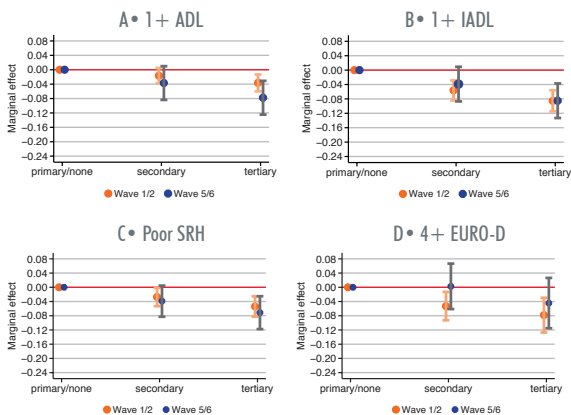 A• 1+ ADL
Marginal effect
0.08
0.04
0.00
−0.04
−0.08
−0.12
−0.16
−0.20
−0.24
primary/none secondary tertiary
Wave 1/2 Wave 5/6
B• 1+ IADL
Marginal effect
0.08
0.04
0.00
−0.04
−0.08
−0.12
−0.16
−0.20
−0.24
primary/none secondary tertiary
Wave 1/2 Wave 5/6
C• Poor SRH
Marginal effect
0.08
0.04
0.00
−0.04
−0.08
−0.12
−0.16
−0.20
−0.24
primary/none secondary tertiary
Wave 1/2 Wave 5/6
D• 4+ EURO-D
Marginal effect
0.08
0.04
0.00
−0.04
−0.08
−0.12
−0.16
−0.20
−0.24
primary/none secondary tertiary
Wave 1/2 Wave 5/6